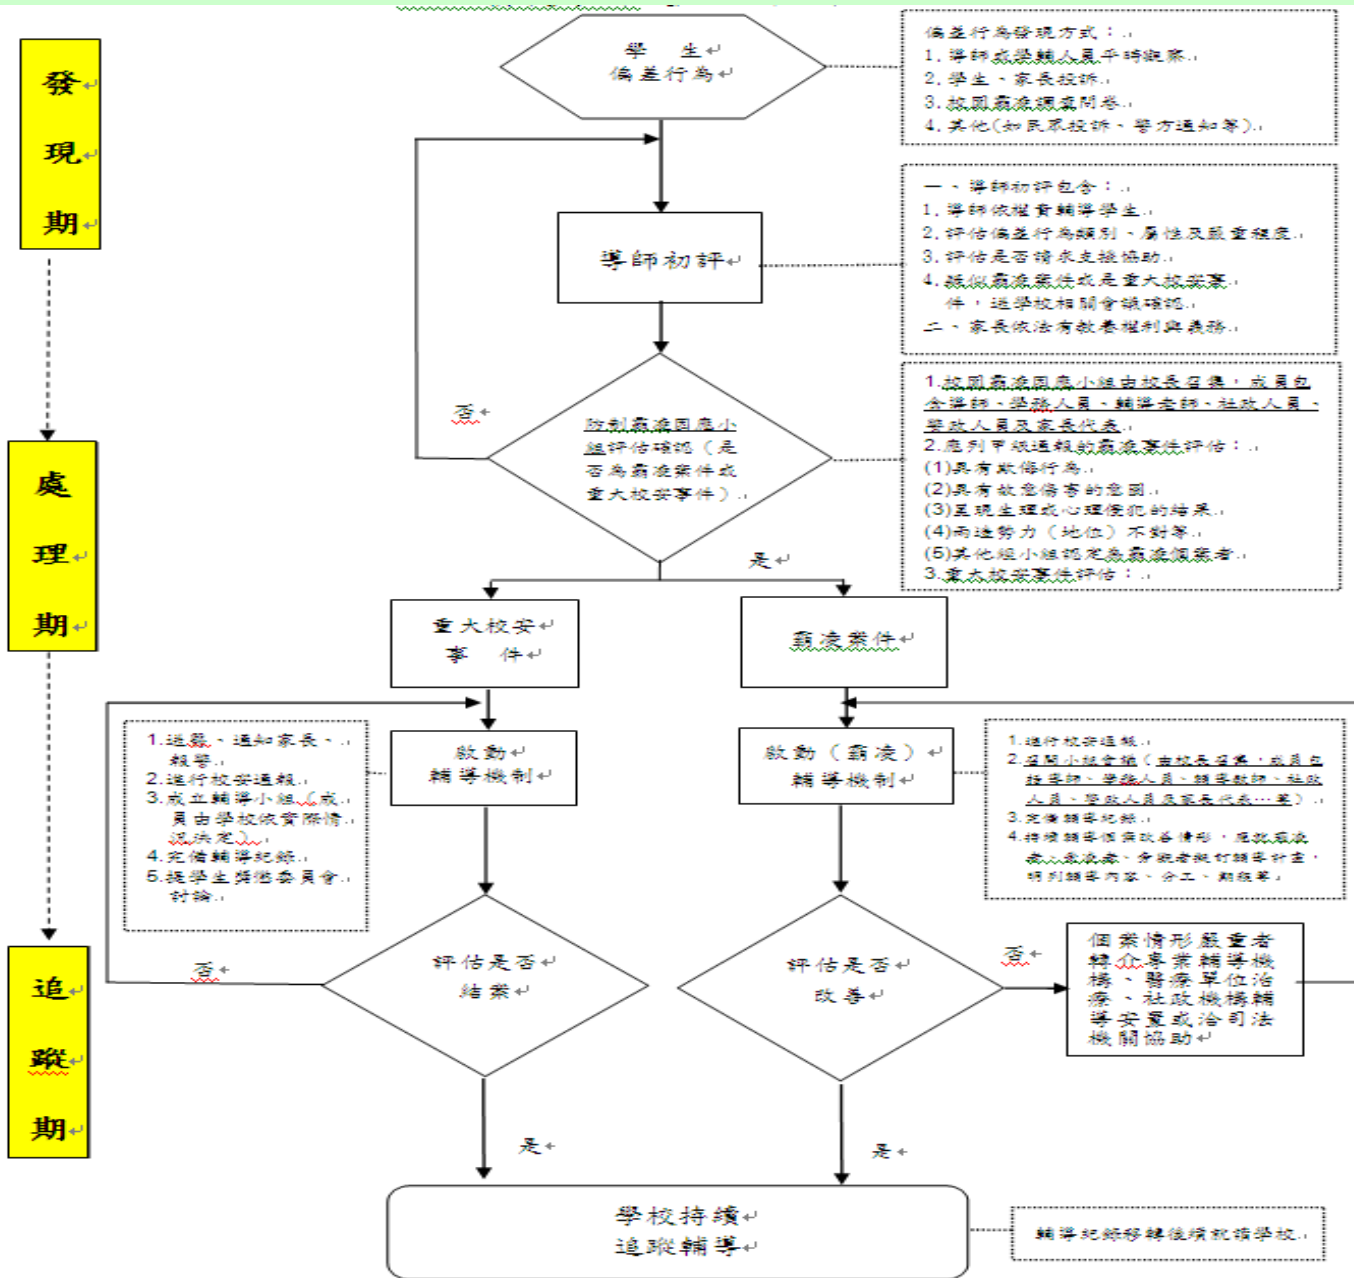 發
現
期
處
理
期
追
蹤
期
學 生
偏差行為
偏差行為發現方式：
1. 導師或學輔人員平時觀察
2. 學生、家長投訴
3. 校園霸凌調查問卷
4. 其他(如民眾投訴、警方通知等)
導師初評
一、導師初評包含：
1. 導師依權責輔導學生
2. 評估偏差行為類別、屬性及嚴重程度
3. 評估是否請求支援協助
4. 疑似霸凌案件或是重大校安事
件，送學校相關會議確認
二、家長依法有教養權利與義務
否
防制霸凌因應小
組評估確認（是
否為霸凌案件或
重大校安事件）
是
1.校園霸凌因應小組由校長召集，成員包
含導師、學務人員、輔導老師、社政人員、
警政人員及家長代表
2.應列甲級通報的霸凌事件評估：
(1)具有欺侮行為
(2)具有故意傷害的意圖
(3)呈現生理或心理侵犯的結果
(4)兩造勢力（地位）不對等
(5)其他經小組認定為霸凌個案者
3.重大校安事件評估：
重大校安
事 件
霸凌案件
1.送醫、通知家長、
報警
2.進行校安通報
3.成立輔導小組（成
員由學校依實際情
況決定）
4.完備輔導紀錄
5.提學生獎懲委員會
討論
啟動
輔導機制
啟動（霸凌）
輔導機制
1.進行校安通報
2.召開小組會議（由校長召集，成員包
括導師、學務人員、輔導教師、社政
人員、警政人員及家長代表…等）
3.完備輔導紀錄
4.持續輔導個案改善情形，應就霸凌
者、受凌者、旁觀者擬訂輔導計畫，
明列輔導內容、分工、期程等
否
評估是否
結案
評估是否
改善
否
個案情形嚴重者
轉介專業輔導機
構、醫療單位治
療、社政機構輔
導安置或洽司法
機關協助
是
是
學校持續
追蹤輔導
輔導紀錄移轉後續就讀學校